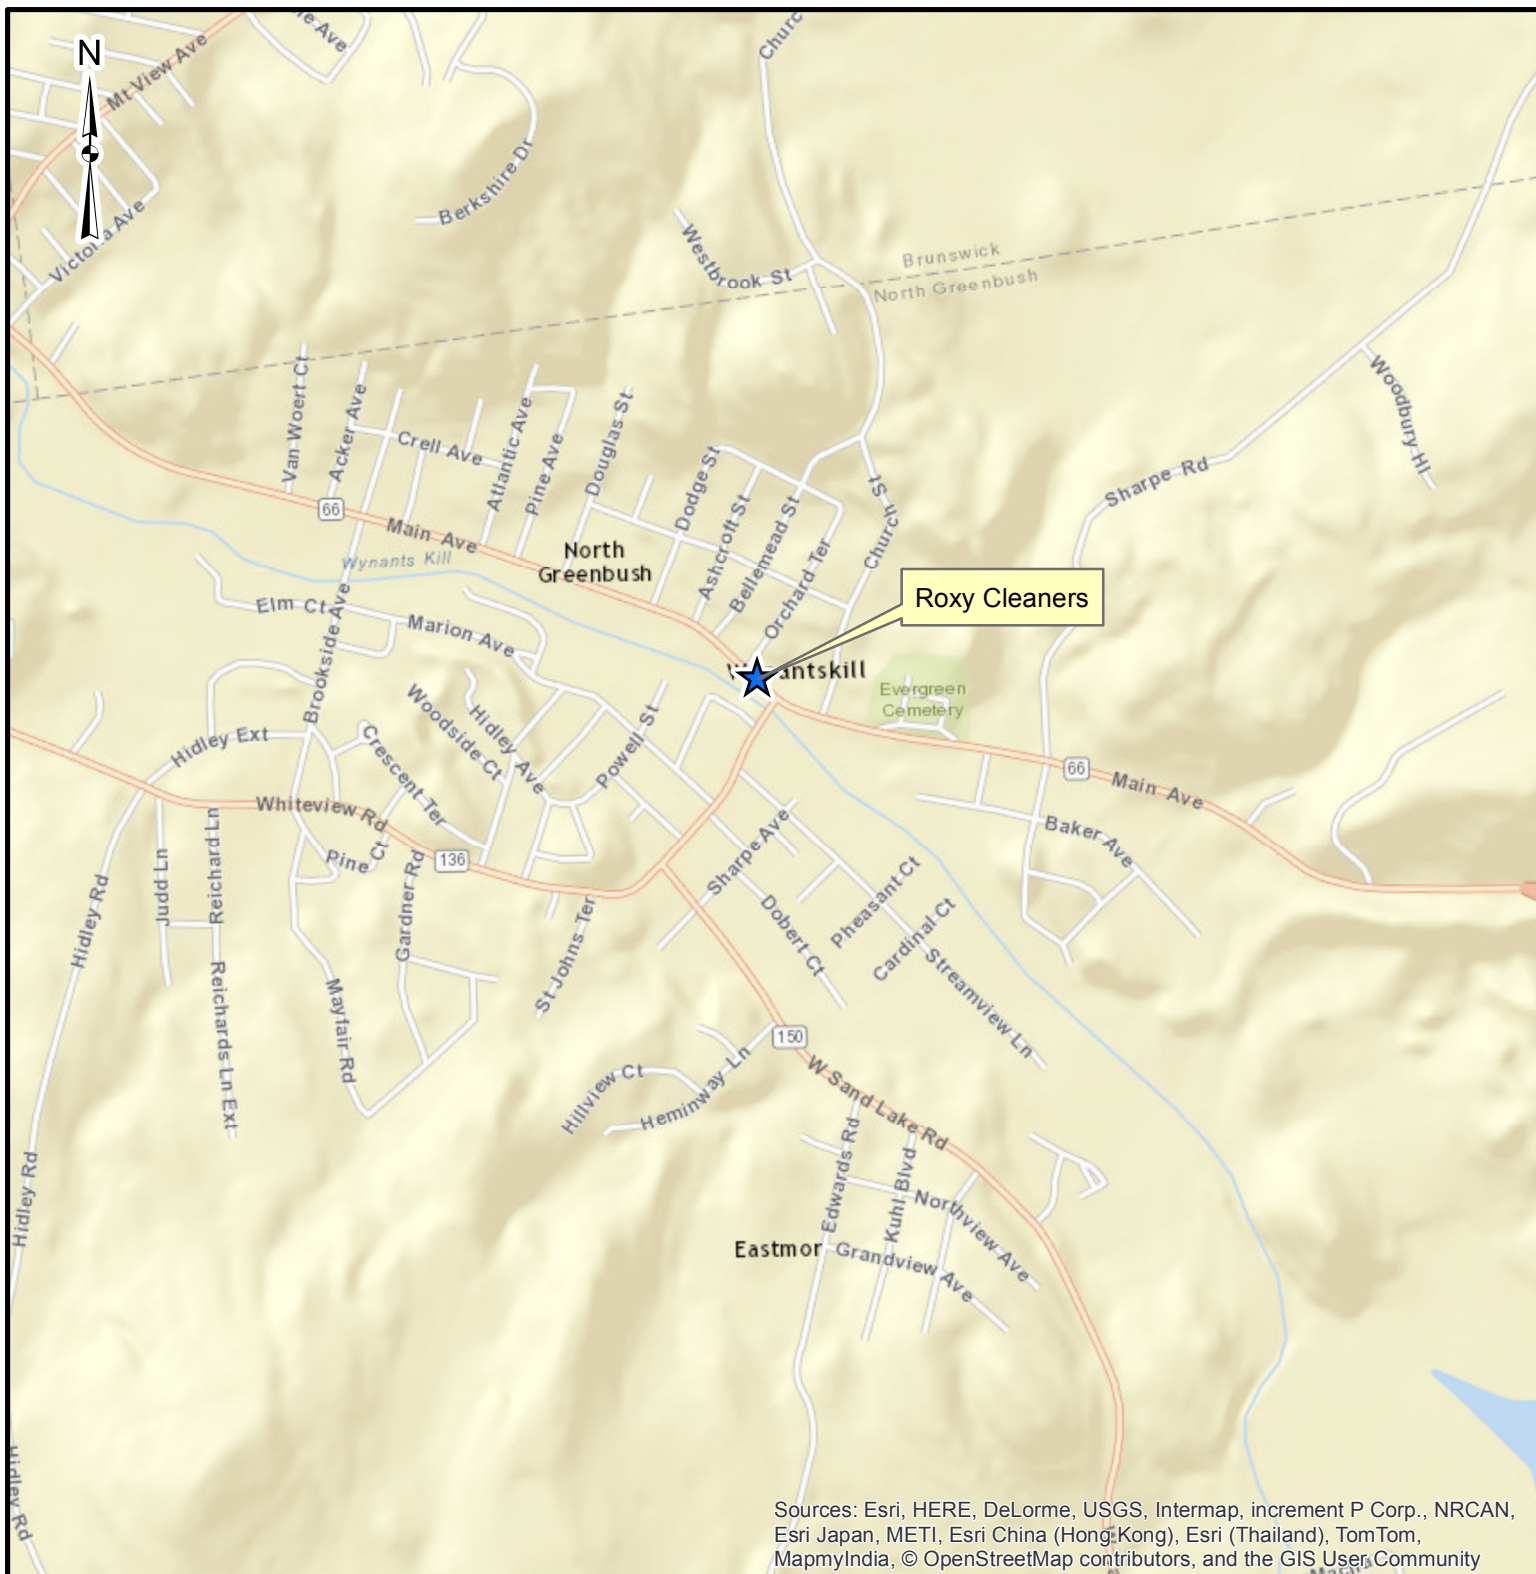 N
Mt View Ave
Victoria Ave
Berkshire Dr
Westbrook St
Brunswick
North Greenbush
Van Woert Ct
Acker Ave
Crell Ave
Atlantic Ave
Pine Ave
Douglas St
Dodge St
Ashcroft St
Bellemead St
Orchard Ter
Church St
Sharpe Rd
Woodbury Hl
66
Main Ave
Wynants Kill
North
Greenbush
Roxy Cleaners
Elm Ct
Marion Ave
Brookside Ave
Evergreen
Cemetery
Woodside Ct
Hidley Ave
Powell St
Hidley Ext
Crescent Ter
66
Main Ave
Whiteview Rd
136
Pine Ct
Gardner Rd
Judd Ln
Reichard Ln
Sharpe Ave
Baker Ave
Hidley Rd
Reichards Ln Ext
Mayfair Rd
St Johns Ter
Dobert Ct
Pheasant Ct
Cardinal Ct
Streamview Ln
150
W Sand Lake Rd
Hillview Ct
Heminway Ln
Hidley Rd
Edwards Rd
Kuhl Blvd
Northview Ave
Eastmor
Grandview Ave
Hidley Rd
Sources: Esri, HERE, DeLorme, USGS, Intermap, increment P Corp., NRCAN,
Esri Japan, METI, Esri China (Hong Kong), Esri (Thailand), TomTom,
MapmyIndia, © OpenStreetMap contributors, and the GIS User Community